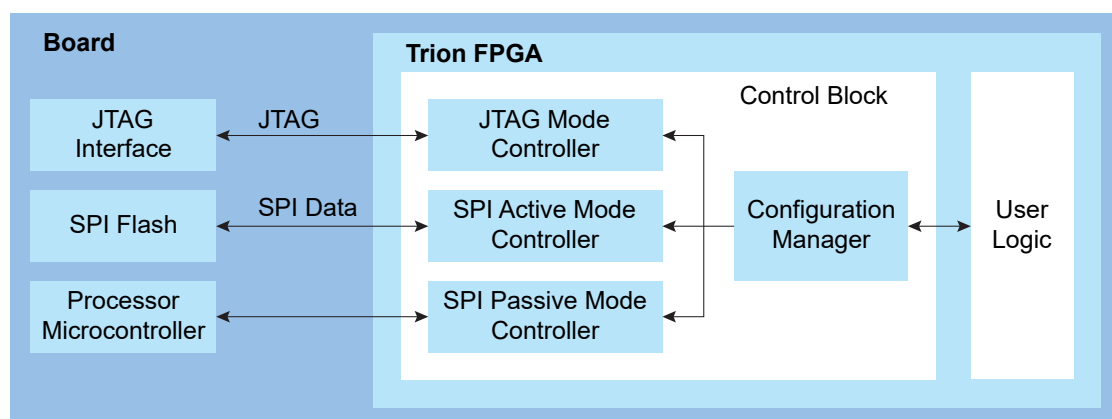 Board
Trion FPGA
Control Block
JTAG
Interface
JTAG
JTAG Mode
Controller
SPI Flash
SPI Data
SPI Active Mode
Controller
Configuration
Manager
User
Logic
Processor
Microcontroller
SPI Passive Mode
Controller